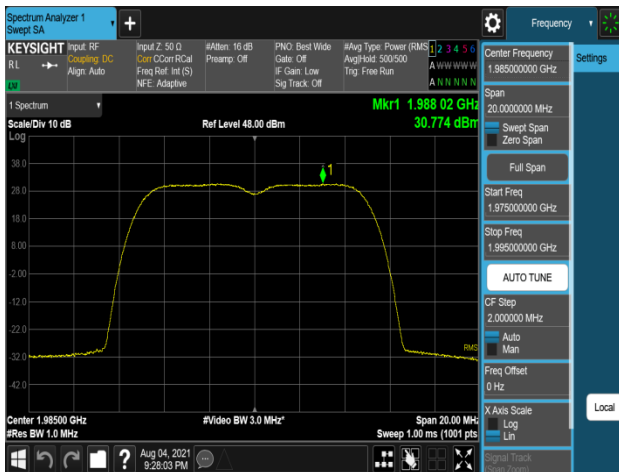 Spectrum Analyzer 1
Swept SA
Frequency
KEYSIGHT
RL
LXI
Input: RF
Coupling: DC
Align: Auto
Input Z: 50 Ω
Corr CCorr RCal
Freq Ref: Int (S)
NFE: Adaptive
#Atten: 16 dB
Preamp: Off
PNO: Best Wide
Gate: Off
IF Gain: Low
Sig Track: Off
#Avg Type: Power (RMS
Avg|Hold: 500/500
Trig: Free Run
1 2 3 4 5 6
A W W W W W
A N N N N N
1 Spectrum
Scale/Div 10 dB
Log
Ref Level 48.00 dBm
Mkr1 1.988 02 GHz
30.774 dBm
1
38.0
28.0
18.0
8.00
-2.00
-12.0
-22.0
-32.0
-42.0
RMS
Center 1.98500 GHz
#Res BW 1.0 MHz
#Video BW 3.0 MHz*
Span 20.00 MHz
Sweep 1.00 ms (1001 pts
Center Frequency
1.985000000 GHz
Settings
Span
20.0000000 MHz
Swept Span
Zero Span
Full Span
Start Freq
1.975000000 GHz
Stop Freq
1.995000000 GHz
AUTO TUNE
CF Step
2.000000 MHz
Auto
Man
Freq Offset
0 Hz
X Axis Scale
Log
Lin
Local
Signal Track
(Span Zoom)
?
Aug 04, 2021
9:28:03 PM